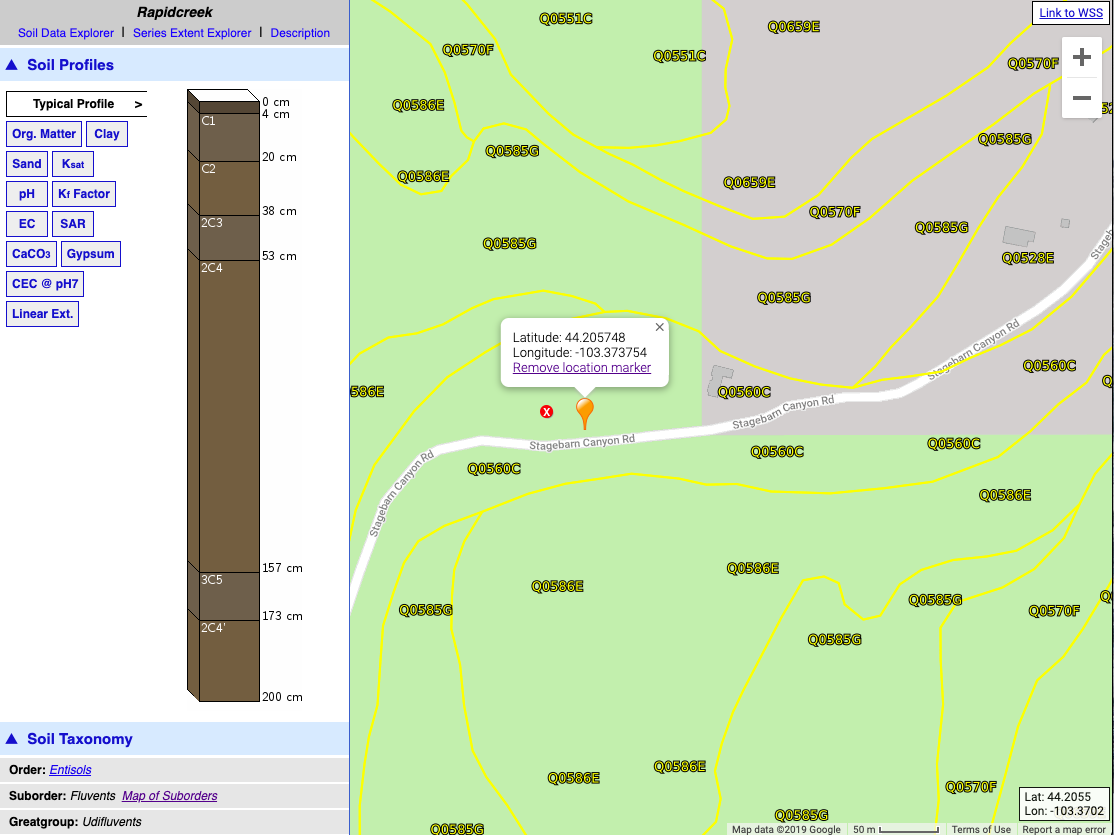 Rapidcreek
Soil Data Explorer | Series Extent Explorer | Description
Soil Profiles
Typical Profile >
Org. Matter Clay
Sand Ksat
pH Kf Factor
EC SAR
CaCO3 Gypsum
CEC @ pH7
Linear Ext.
0 cm
4 cm
C1
20 cm
C2
38 cm
2C3
53 cm
2C4
157 cm
3C5
173 cm
2C4'
200 cm
Soil Taxonomy
Order: Entisols
Suborder: Fluvents Map of Suborders
Greatgroup: Udifluvents
Link to WSS
+
−
Q0551C
Q0659E
Q0570F
Q0551C
Q0570F
Q0586E
Q0585G
Q0585G
Q0586E
Q0659E
Q0570F
Q0585G
Q0585G
Q0528E
Q0585G
Latitude: 44.205748
Longitude: -103.373754
Remove location marker
×
X
586E
Q0560C
Q0560C
Stagebarn Canyon Rd
Stagebarn Canyon Rd
Stagebarn Canyon Rd
Stagebarn Canyon Rd
Stageb
Q0560C
Q0560C
Q0560C
Q0586E
Q0586E
Q0586E
Q0585G
Q0585G
Q0570F
Q0585G
Q0586E
Q0586E
Q0570F
Q0585G
Q0585G
Lat: 44.2055
Lon: -103.3702
Map data ©2019 Google 50 m Terms of Use Report a map error